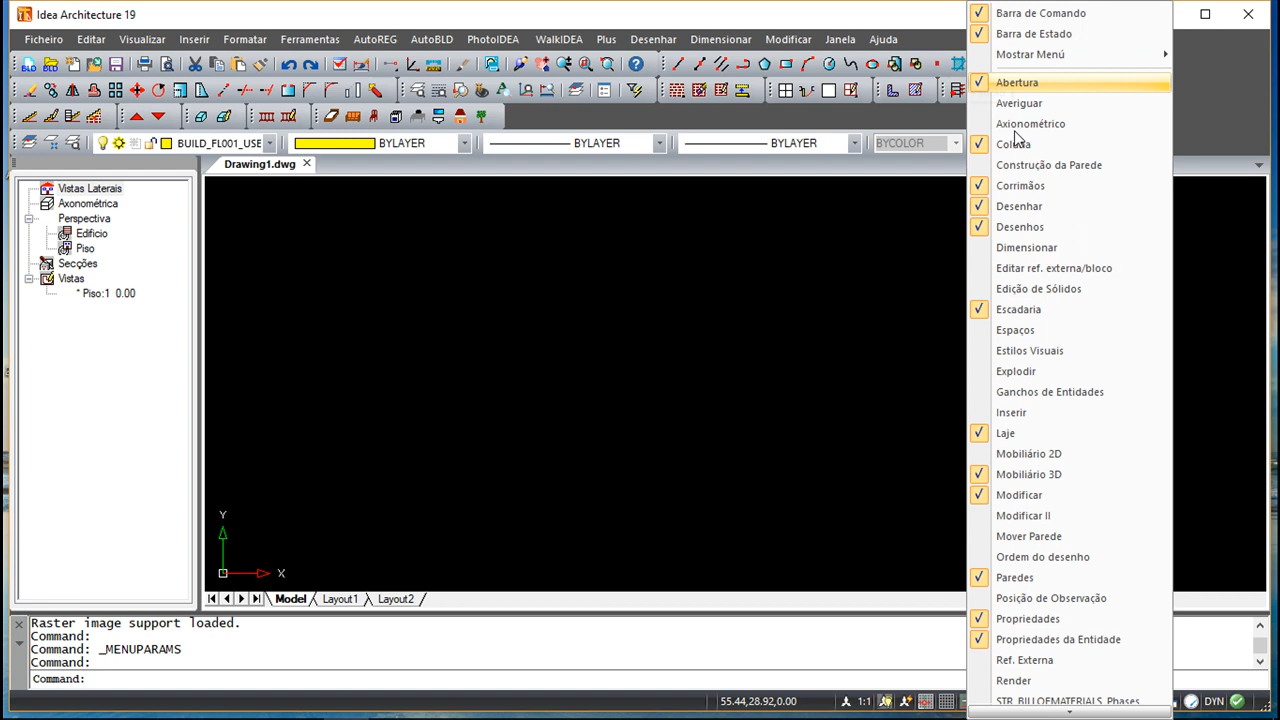 Idea Architecture 19
Ficheiro Editar Visualizar Inserir Formatar Ferramentas AutoREG AutoBLD PhotoIDEA WalkIDEA Plus Desenhar Dimensionar Modificar Janela Ajuda
BLD BLD
BUILD_FL001_USE BYLAYER BYLAYER BYLAYER BYCOLOR
Drawing1.dwg
Vistas Laterais
Axonométrica
Perspectiva
Edificio
Piso
Secções
Vistas
* Piso:1 0.00
Y
X
Model Layout1 Layout2
Raster image support loaded.
Command:
Command: _MENUPARAMS
Command:
Command:
55.44,28.92,0.00 1:1 DYN
Barra de Comando
Barra de Estado
Mostrar Menú
Abertura
Averiguar
Axionométrico
Construção da Parede
Corrimãos
Desenhar
Desenhos
Dimensionar
Editar ref. externa/bloco
Edição de Sólidos
Escadaria
Espaços
Estilos Visuais
Explodir
Ganchos de Entidades
Inserir
Laje
Mobiliário 2D
Mobiliário 3D
Modificar
Modificar II
Mover Parede
Ordem do desenho
Paredes
Posição de Observação
Propriedades
Propriedades da Entidade
Ref. Externa
Render
STR_BILLOFMATERIALS_Phases